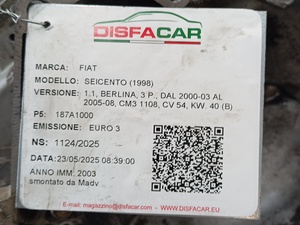 DISFACAR
MARCA: FIAT
MODELLO: SEICENTO (1998)
VERSIONE: 1.1, BERLINA, 3 P., DAL 2000-03 AL
2005-08, CM3 1108, CV 54, KW. 40 (B)
P5: 187A1000
EMISSIONE: EURO 3
NS: 1124/2025
DATA:23/05/2025 08:39:00
ANNO IMM. 2003
smontato da Madv
E-mail: magazzino@disfacar.eu
WWW.DISFACAR.EU